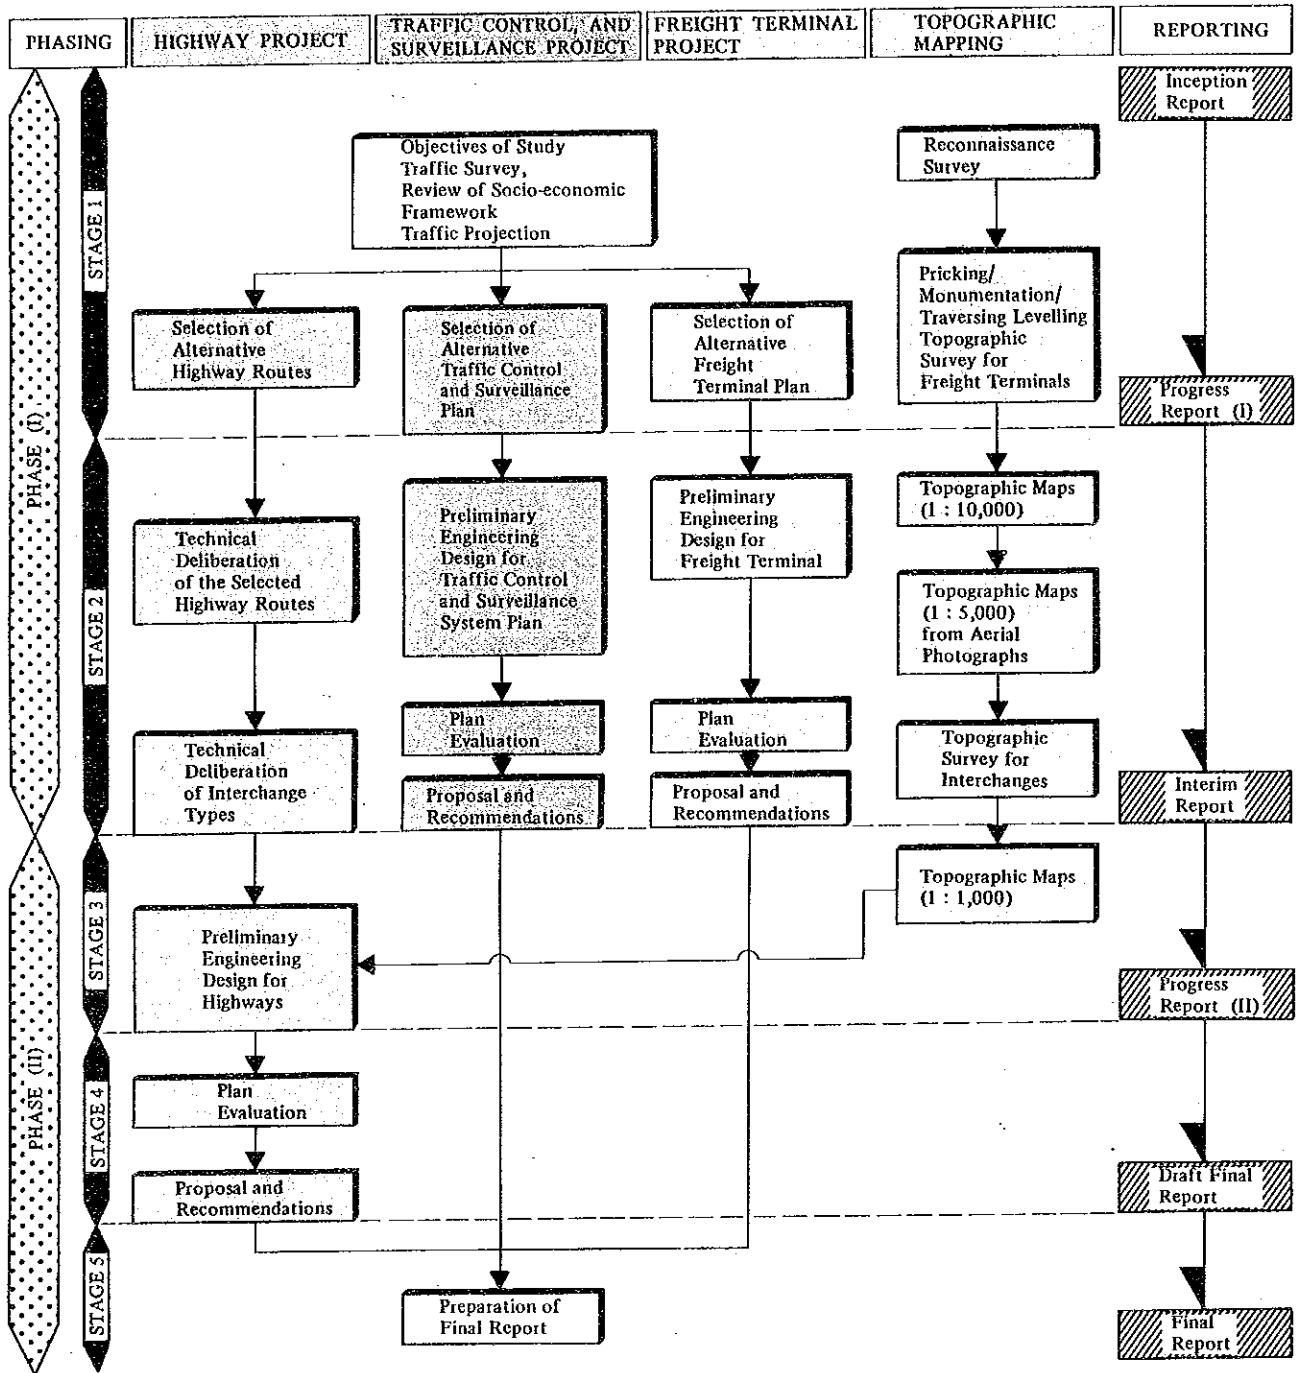 PHASING
HIGHWAY PROJECT
TRAFFIC CONTROL, AND
SURVEILLANCE PROJECT
FREIGHT TERMINAL
PROJECT
TOPOGRAPHIC
MAPPING
REPORTING
PHASE (I)
PHASE (II)
STAGE 1
STAGE 2
STAGE 3
STAGE 4
STAGE 5
Objectives of Study
Traffic Survey,
Review of Socio-economic
Framework
Traffic Projection
Selection of
Alternative
Highway Routes
Technical
Deliberation
of the Selected
Highway Routes
Technical
Deliberation
of Interchange
Types
Preliminary
Engineering
Design for
Highways
Plan
Evaluation
Proposal and
Recommendations
Selection of
Alternative
Traffic Control
and Surveillance
Plan
Preliminary
Engineering
Design for
Traffic Control
and Surveillance
System Plan
Plan
Evaluation
Proposal and
Recommendations
Preparation of
Final Report
Selection of
Alternative
Freight
Terminal Plan
Preliminary
Engineering
Design for
Freight Terminal
Plan
Evaluation
Proposal and
Recommendations
Reconnaissance
Survey
Pricking/
Monumentation/
Traversing Levelling
Topographic
Survey for
Freight Terminals
Topographic Maps
(1 : 10,000)
Topographic Maps
(1 : 5,000)
from Aerial
Photographs
Topographic
Survey for
Interchanges
Topographic Maps
(1 : 1,000)
Inception
Report
Progress
Report (I)
Interim
Report
Progress
Report (II)
Draft Final
Report
Final
Report